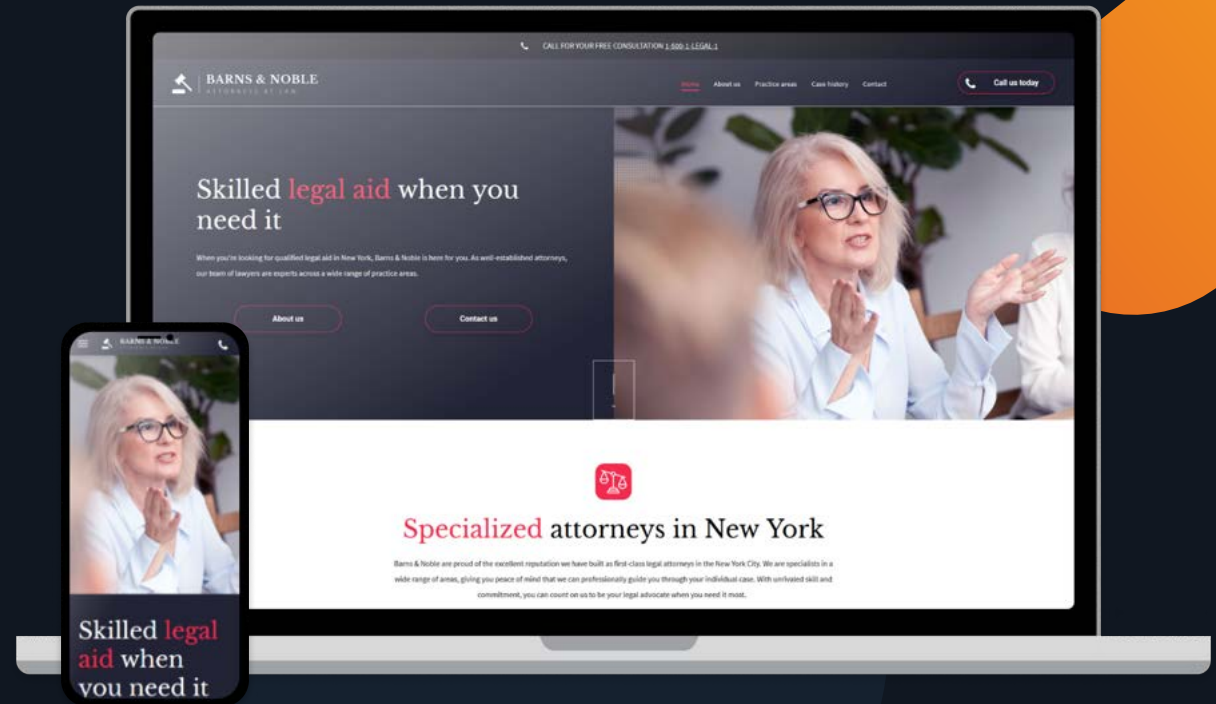 CALL FOR YOUR FREE CONSULTATION 1-800-1-LEGAL-1
BARNS & NOBLE
ATTORNEYS AT LAW
Home About us Practice areas Case history Contact
Call us today
Skilled legal aid when you
need it
When you're looking for qualified legal aid in New York, Barns & Noble is here for you. As well-established attorneys,
our team of lawyers are experts across a wide range of practice areas.
About us Contact us
Specialized attorneys in New York
Barns & Noble are proud of the excellent reputation we have built as first-class legal attorneys in the New York City. We are specialists in a
wide range of areas, giving you peace of mind that we can professionally guide you through your individual case. With unrivaled skill and
commitment, you can count on us to be your legal advocate when you need it most.
BARNS & NOBLE
Skilled legal
aid when
you need it